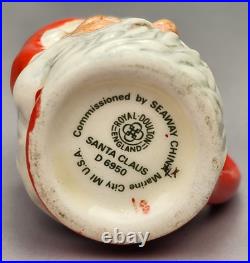 Commissioned by SEAWAY CHINA
Marine City MI U.S.A.
ROYAL-DOULTON
ENGLAND
SANTA CLAUS
D 6950